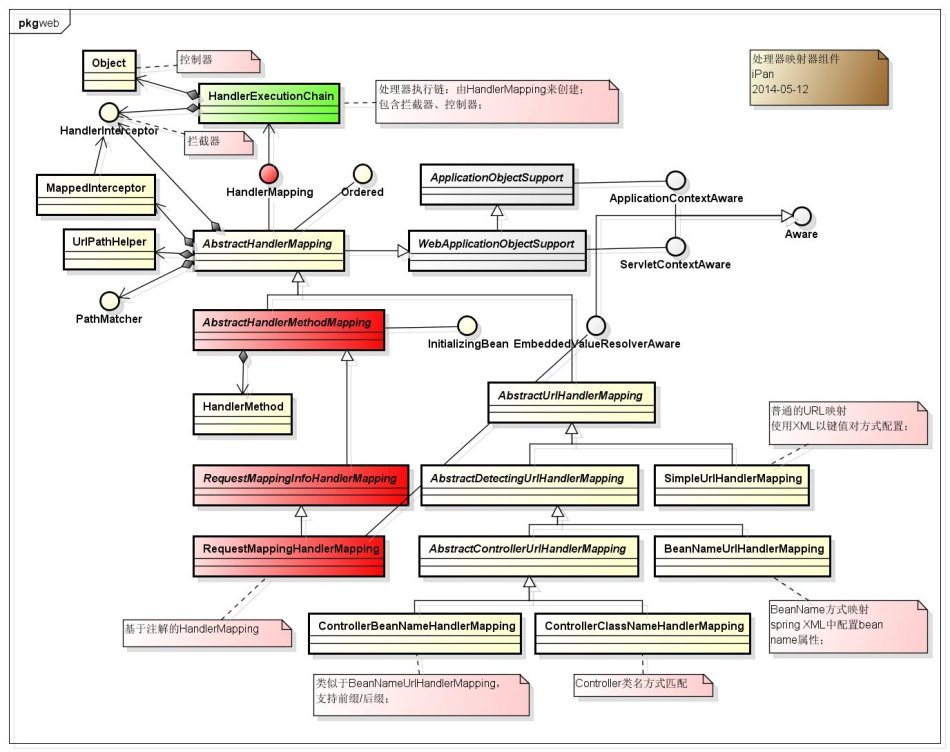 pkg web
Object
控制器
处理器映射器组件
iPan
2014-05-12
HandlerExecutionChain
处理器执行链；由HandlerMapping来创建；
包含拦截器、控制器；
HandlerInterceptor
拦截器
MappedInterceptor
HandlerMapping
Ordered
ApplicationObjectSupport
ApplicationContextAware
UrlPathHelper
AbstractHandlerMapping
WebApplicationObjectSupport
Aware
ServletContextAware
PathMatcher
AbstractHandlerMethodMapping
InitializingBean
EmbeddedValueResolverAware
HandlerMethod
AbstractUrlHandlerMapping
普通的URL映射
使用XML以键值对方式配置；
RequestMappingInfoHandlerMapping
AbstractDetectingUrlHandlerMapping
SimpleUrlHandlerMapping
RequestMappingHandlerMapping
AbstractControllerUrlHandlerMapping
BeanNameUrlHandlerMapping
基于注解的HandlerMapping
ControllerBeanNameHandlerMapping
ControllerClassNameHandlerMapping
BeanName方式映射
spring XML中配置bean
name属性；
类似于BeanNameUrlHandlerMapping，
支持前缀/后缀；
Controller类名方式匹配